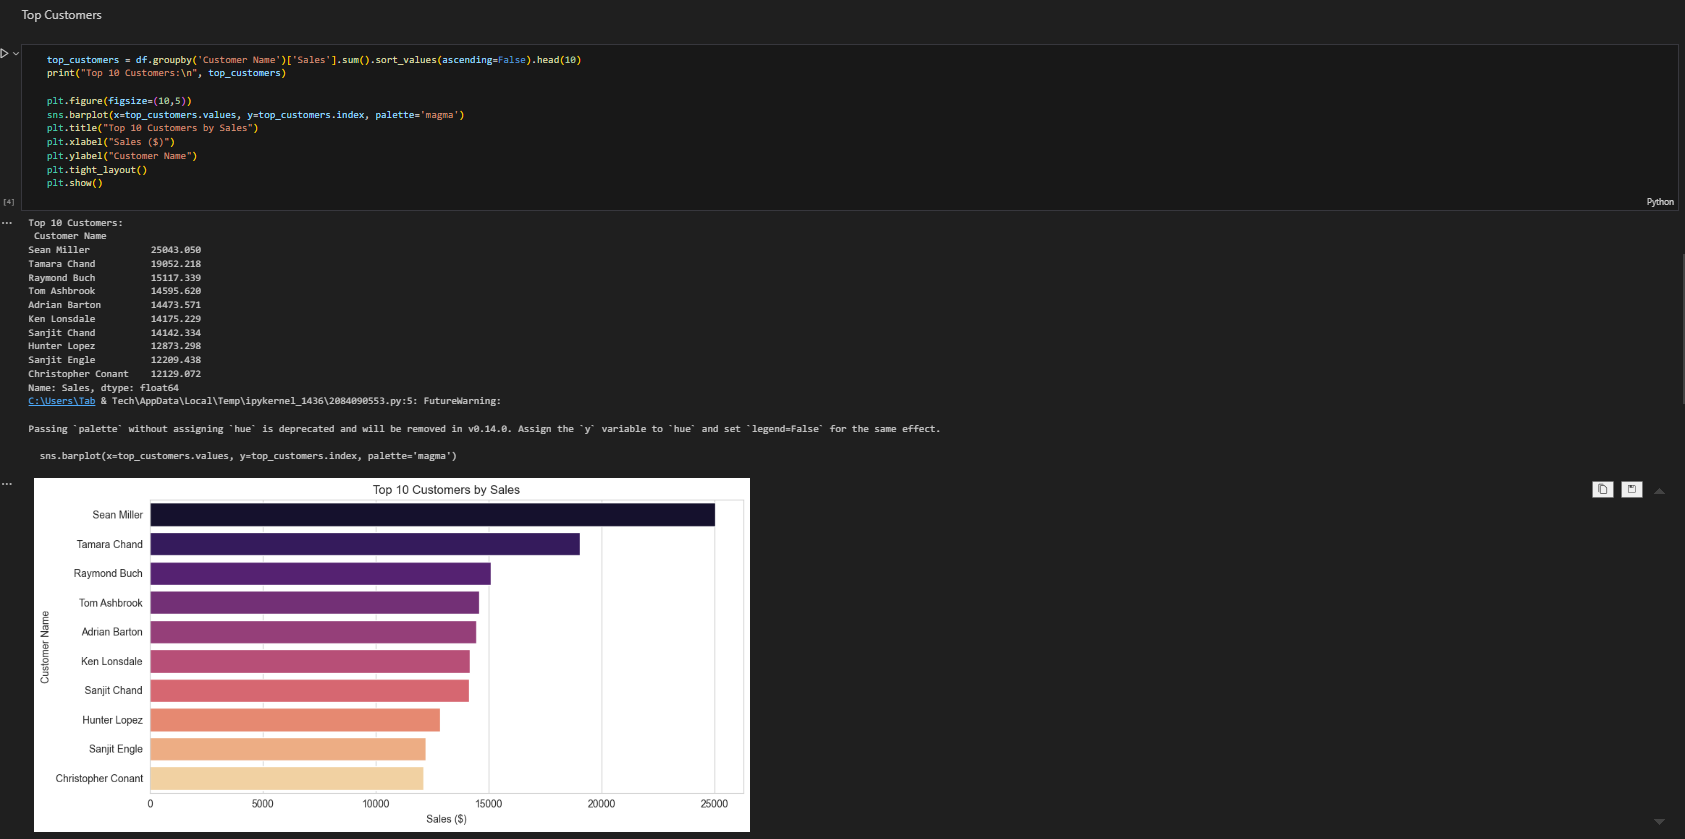 Top Customers
top_customers = df.groupby('Customer Name')['Sales'].sum().sort_values(ascending=False).head(10)
print("Top 10 Customers:\n", top_customers)
plt.figure(figsize=(10,5))
sns.barplot(x=top_customers.values, y=top_customers.index, palette='magma')
plt.title("Top 10 Customers by Sales")
plt.xlabel("Sales ($)")
plt.ylabel("Customer Name")
plt.tight_layout()
plt.show()
[4]
Python
Top 10 Customers:
Customer Name
Sean Miller 25043.050
Tamara Chand 19052.218
Raymond Buch 15117.339
Tom Ashbrook 14595.620
Adrian Barton 14473.571
Ken Lonsdale 14175.229
Sanjit Chand 14142.334
Hunter Lopez 12873.298
Sanjit Engle 12209.438
Christopher Conant 12129.072
Name: Sales, dtype: float64
C:\Users\Tab & Tech\AppData\Local\Temp\ipykernel_1436\2084090553.py:5: FutureWarning:
Passing `palette` without assigning `hue` is deprecated and will be removed in v0.14.0. Assign the `y` variable to `hue` and set `legend=False` for the same effect.
sns.barplot(x=top_customers.values, y=top_customers.index, palette='magma')
Top 10 Customers by Sales
Customer Name
Sean Miller
Tamara Chand
Raymond Buch
Tom Ashbrook
Adrian Barton
Ken Lonsdale
Sanjit Chand
Hunter Lopez
Sanjit Engle
Christopher Conant
0 5000 10000 15000 20000 25000
Sales ($)